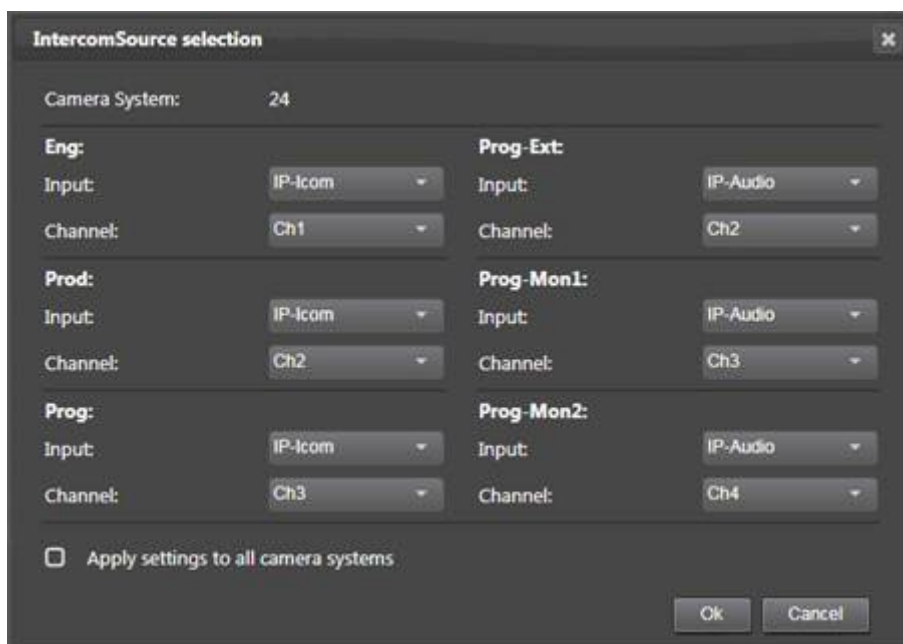 IntercomSource selection
Camera System: 24
Eng:
Input: IP-Icom
Channel: Ch1
Prog-Ext:
Input: IP-Audio
Channel: Ch2
Prod:
Input: IP-Icom
Channel: Ch2
Prog-Mon1:
Input: IP-Audio
Channel: Ch3
Prog:
Input: IP-Icom
Channel: Ch3
Prog-Mon2:
Input: IP-Audio
Channel: Ch4
Apply settings to all camera systems
Ok
Cancel